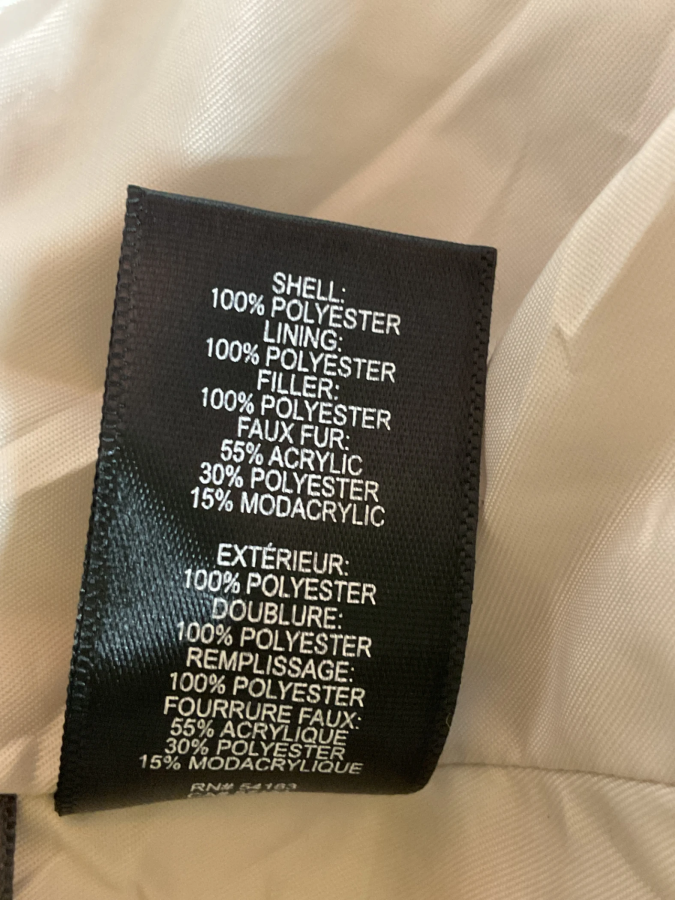 SHELL:
100% POLYESTER
LINING:
100% POLYESTER
FILLER:
100% POLYESTER
FAUX FUR:
55% ACRYLIC
30% POLYESTER
15% MODACRYLIC
EXTÉRIEUR:
100% POLYESTER
DOUBLURE:
100% POLYESTER
REMPLISSAGE:
100% POLYESTER
FOURRURE FAUX:
55% ACRYLIQUE
30% POLYESTER
15% MODACRYLIQUE
RN# 54183